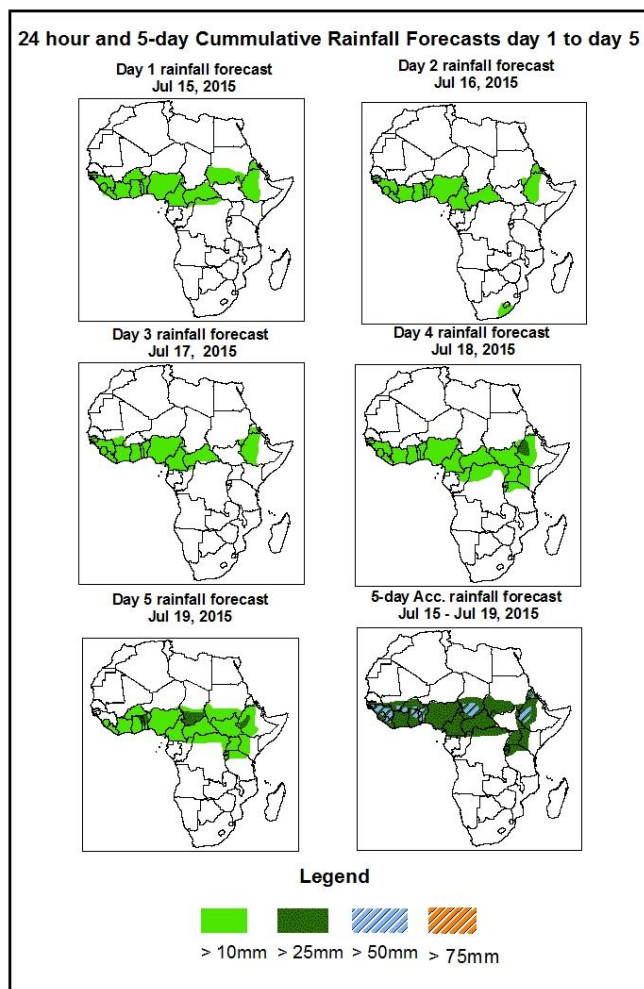 24 hour and 5-day Cummulative Rainfall Forecasts day 1 to day 5
Day 1 rainfall forecast
Jul 15, 2015
Day 2 rainfall forecast
Jul 16, 2015
Day 3 rainfall forecast
Jul 17, 2015
Day 4 rainfall forecast
Jul 18, 2015
Day 5 rainfall forecast
Jul 19, 2015
5-day Acc. rainfall forecast
Jul 15 - Jul 19, 2015
Legend
> 10mm > 25mm > 50mm > 75mm